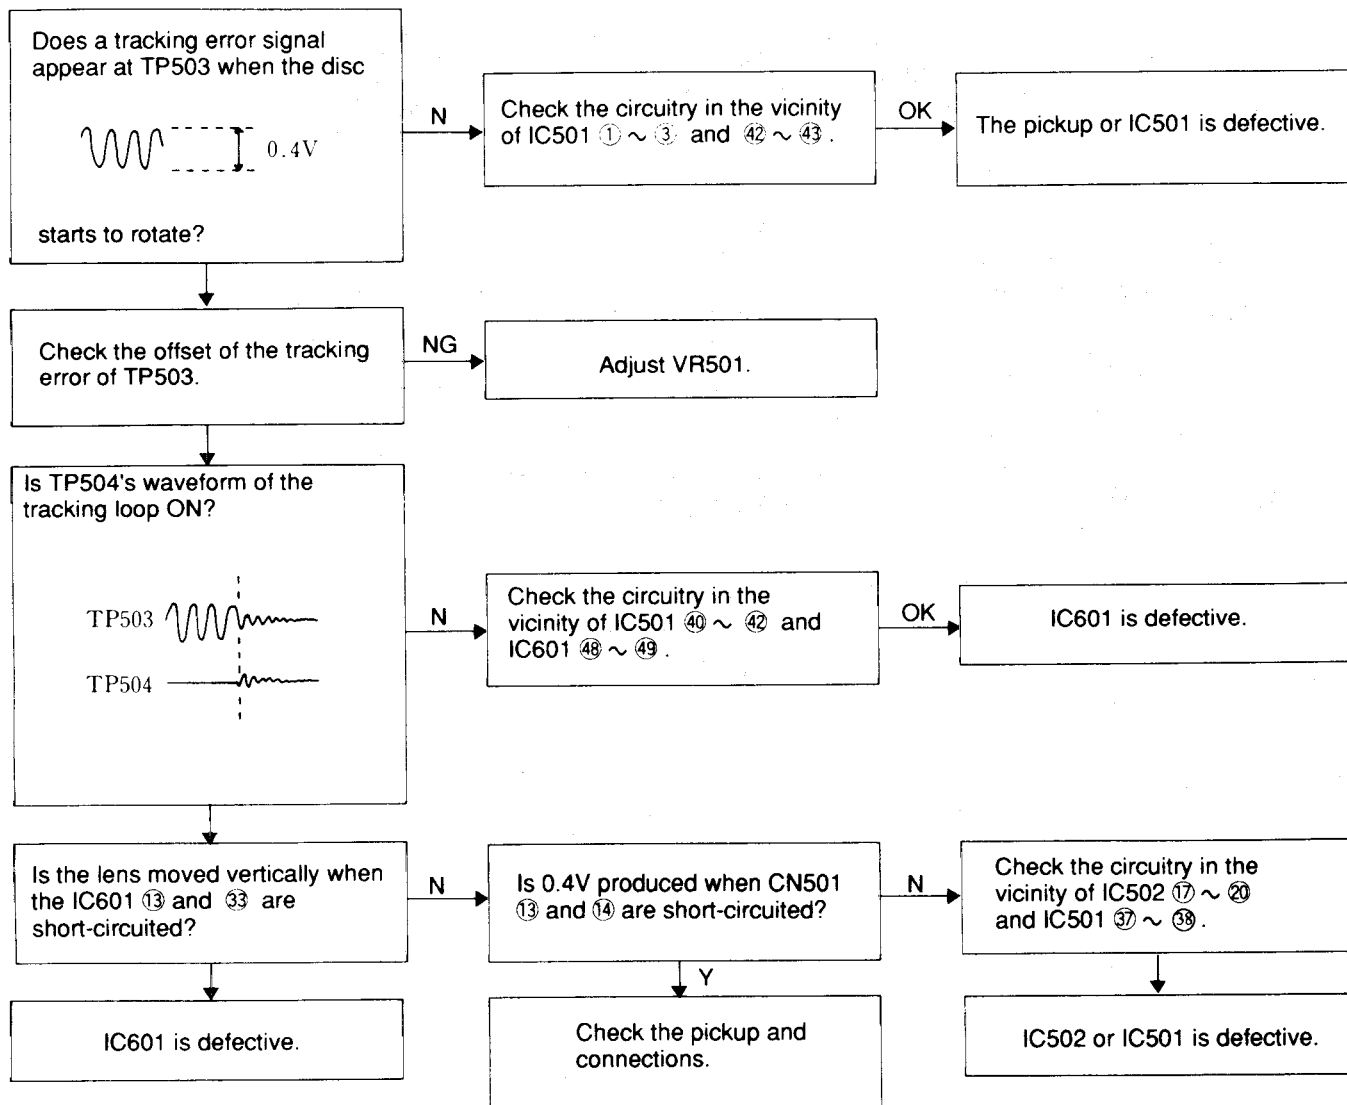 Does a tracking error signal
appear at TP503 when the disc
0.4V
starts to rotate?
N
Check the circuitry in the vicinity
of IC501 ① ~ ③ and ㊷ ~ ㊸ .
OK
The pickup or IC501 is defective.
Check the offset of the tracking
error of TP503.
NG
Adjust VR501.
Is TP504's waveform of the
tracking loop ON?
TP503
TP504
N
Check the circuitry in the
vicinity of IC501 ㊵ ~ ㊷ and
IC601 ㊽ ~ ㊾ .
OK
IC601 is defective.
Is the lens moved vertically when
the IC601 ⑬ and ㉝ are
short-circuited?
N
Is 0.4V produced when CN501
⑬ and ⑭ are short-circuited?
N
Check the circuitry in the
vicinity of IC502 ⑰ ~ ⑳
and IC501 ㊲ ~ ㊳ .
IC601 is defective.
Y
Check the pickup and
connections.
IC502 or IC501 is defective.